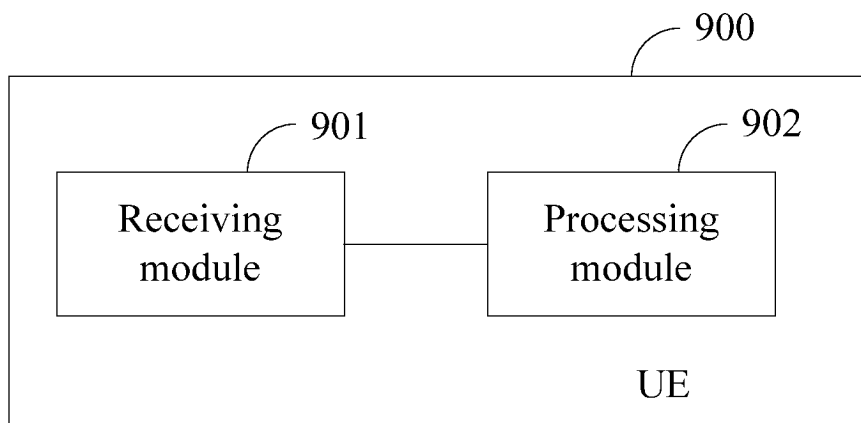 900
901
902
Receiving
module
Processing
module
UE